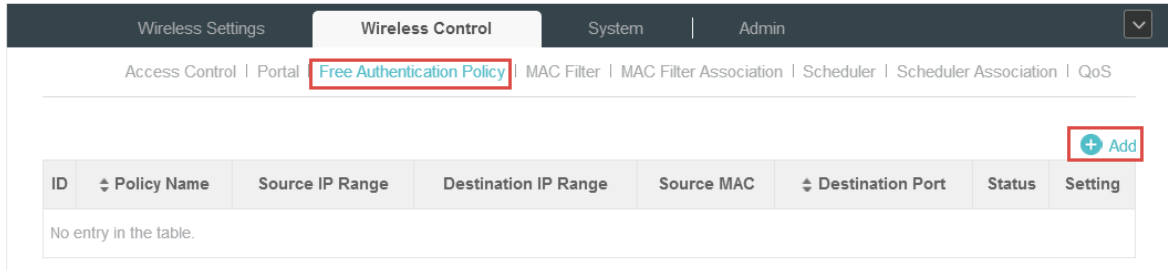 Wireless Settings Wireless Control System | Admin
Access Control | Portal | Free Authentication Policy | MAC Filter | MAC Filter Association | Scheduler | Scheduler Association | QoS
Add
ID Policy Name Source IP Range Destination IP Range Source MAC Destination Port Status Setting
No entry in the table.